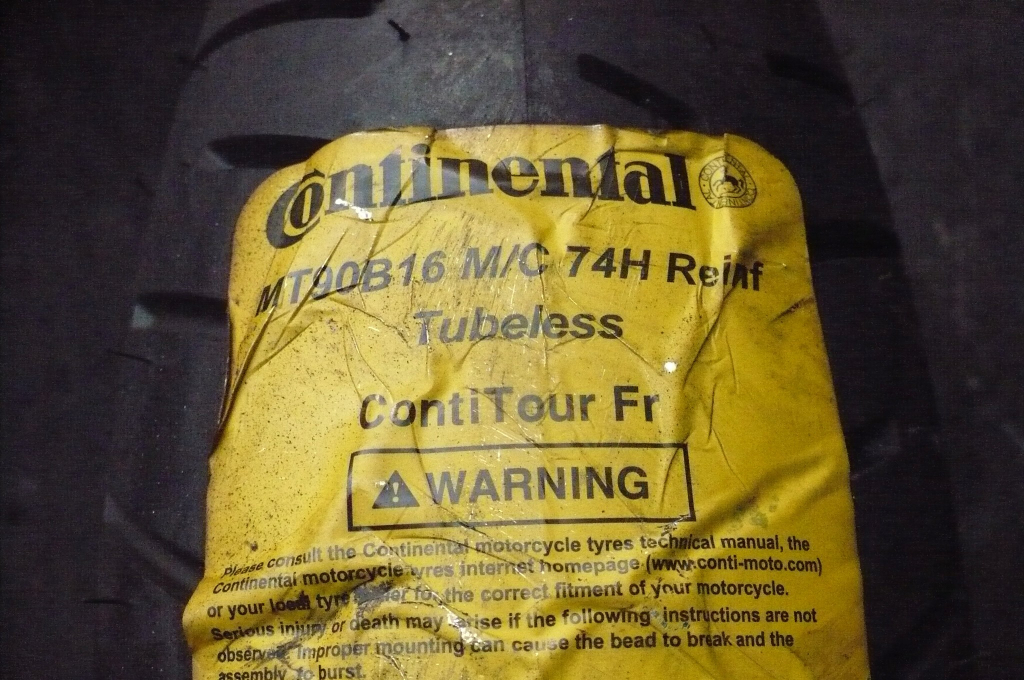 Continental
MT90B16 M/C 74H Reinf
Tubeless
ContiTour Fr
WARNING
Please consult the Continental motorcycle tyres technical manual, the
Continental motorcycle tyres internet homepage (www.conti-moto.com)
or your local tyre for the correct fitment of your motorcycle.
Serious injury or death may arise if the following instructions are not
observed Improper mounting can cause the bead to break and the
assembly to burst.